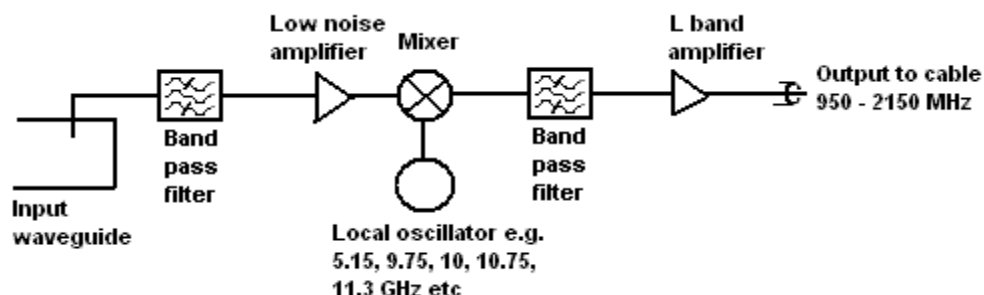 Low noise
amplifier
Mixer
L band
amplifier
Output to cable
950 - 2150 MHz
Band
pass
filter
Band
pass
filter
Input
waveguide
Local oscillator e.g.
5.15, 9.75, 10, 10.75,
11.3 GHz etc